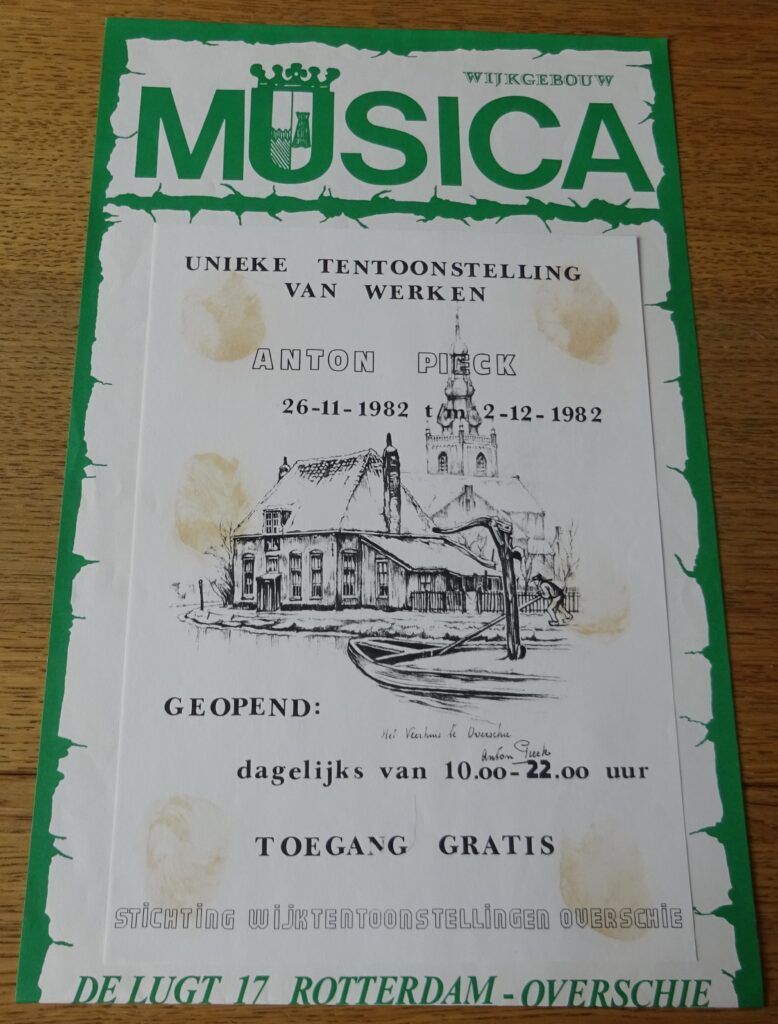 WIJKGEBOUW
MUSICA
UNIEKE TENTOONSTELLING
VAN WERKEN
ANTON PIECK
26-11-1982 t/m 2-12-1982
GEOPEND:
Het Veerhuis te Overschie
Anton Pieck
dagelijks van 10.00-22.00 uur
TOEGANG GRATIS
STICHTING WIJKTENTOONSTELLINGEN OVERSCHIE
DE LUGT 17 ROTTERDAM - OVERSCHIE